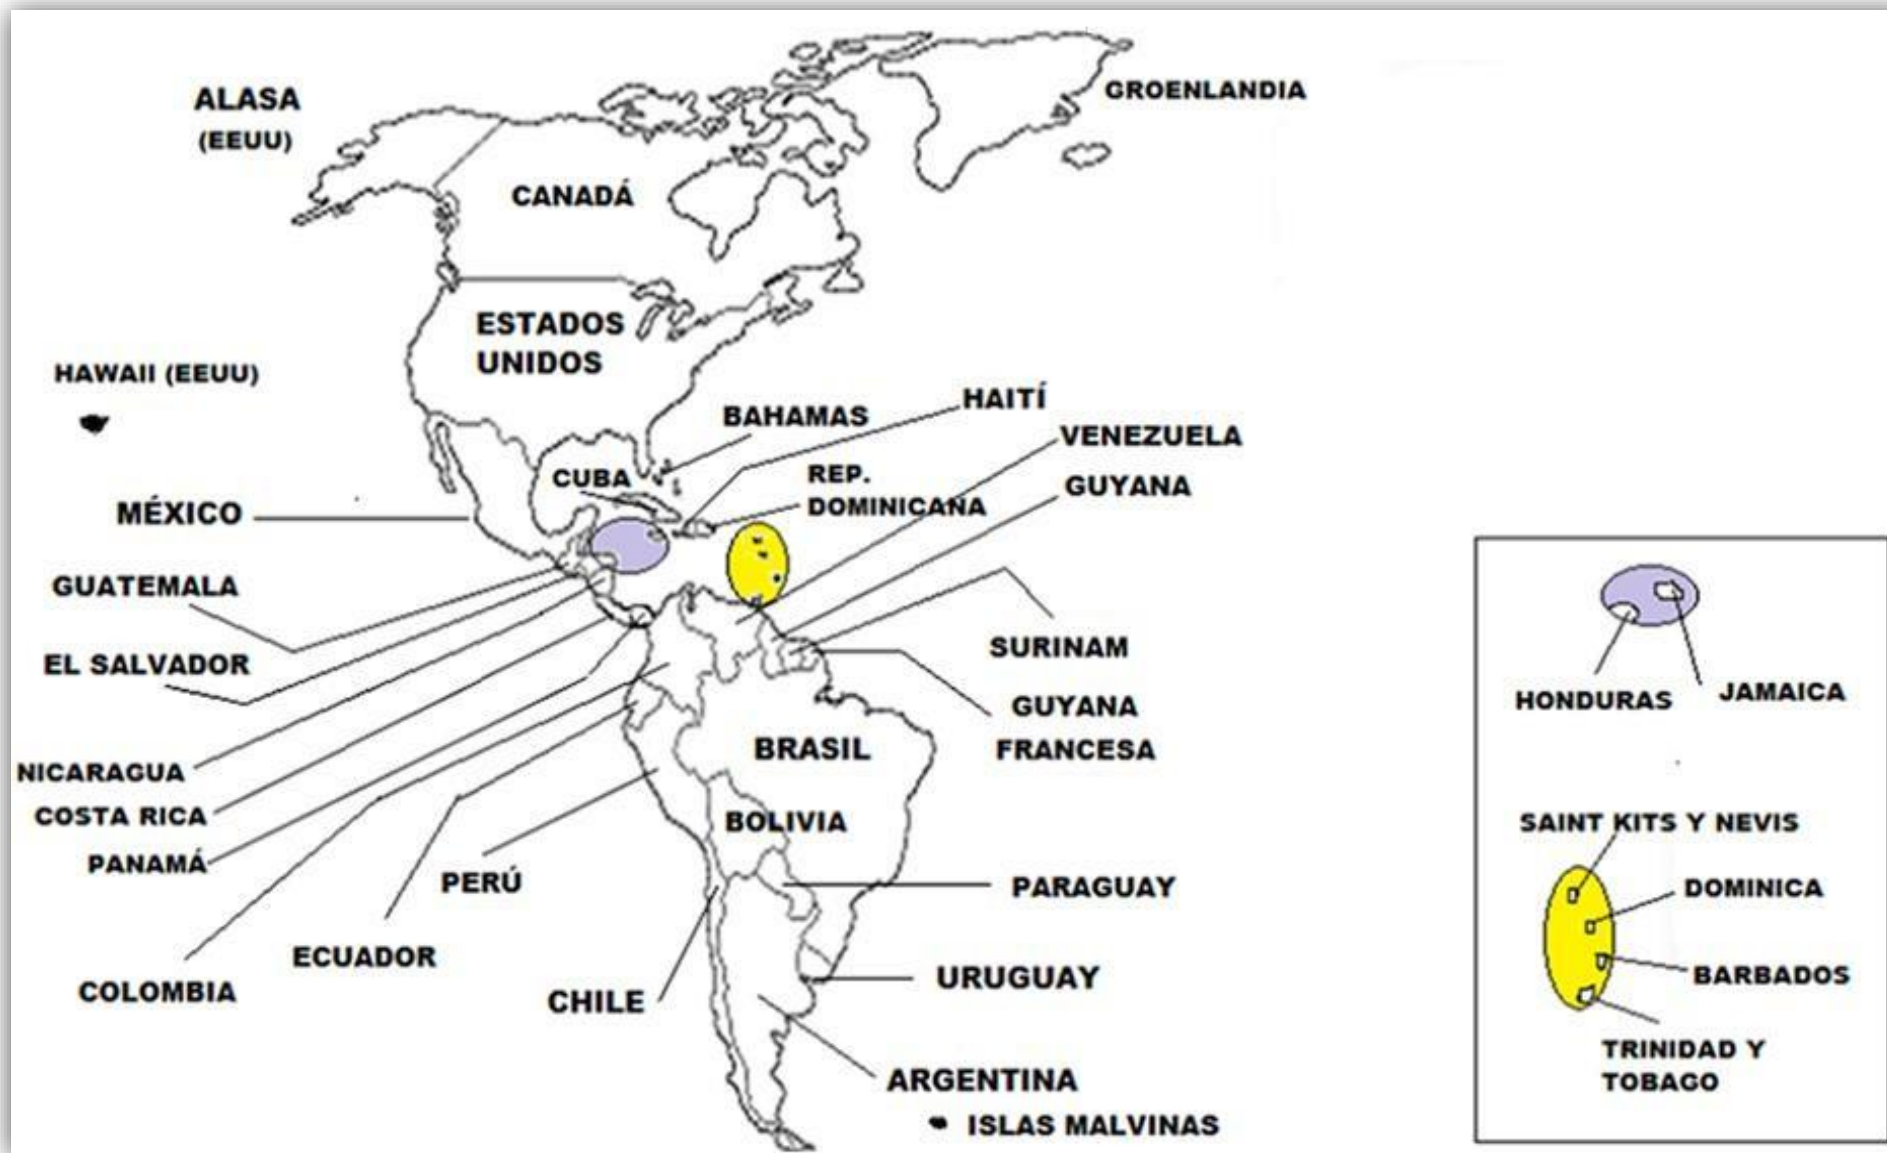 ALASA
(EEUU)
GROENLANDIA
CANADÁ
ESTADOS
UNIDOS
HAWAII (EEUU)
BAHAMAS
HAITÍ
VENEZUELA
CUBA
REP.
DOMINICANA
GUYANA
MÉXICO
GUATEMALA
EL SALVADOR
SURINAM
GUYANA
FRANCESA
NICARAGUA
COSTA RICA
PANAMÁ
BRASIL
BOLIVIA
PERÚ
PARAGUAY
ECUADOR
COLOMBIA
CHILE
URUGUAY
ARGENTINA
ISLAS MALVINAS
HONDURAS
JAMAICA
SAINT KITS Y NEVIS
DOMINICA
BARBADOS
TRINIDAD Y
TOBAGO